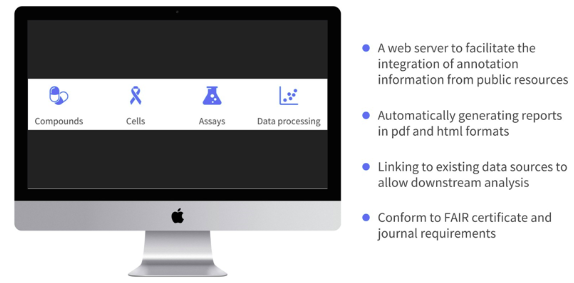 Compounds Cells Assays Data processing
A web server to facilitate the
integration of annotation
information from public resources
Automatically generating reports
in pdf and html formats
Linking to existing data sources to
allow downstream analysis
Conform to FAIR certificate and
journal requirements